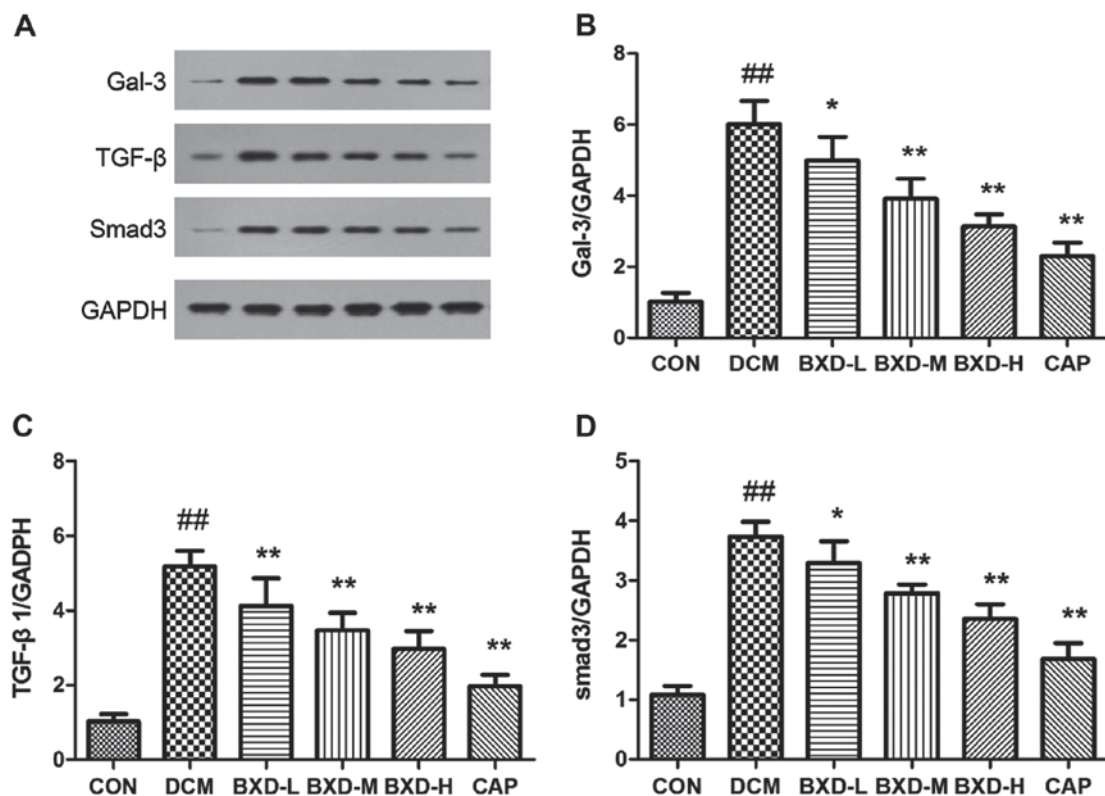 A
Gal-3
TGF-β
Smad3
GAPDH
B
Gal-3/GAPDH
8
6
4
2
0
##
*
**
**
**
CON DCM BXD-L BXD-M BXD-H CAP
C
TGF-β 1/GADPH
8
6
4
2
0
##
**
**
**
**
CON DCM BXD-L BXD-M BXD-H CAP
D
smad3/GAPDH
5
4
3
2
1
0
##
*
**
**
**
CON DCM BXD-L BXD-M BXD-H CAP